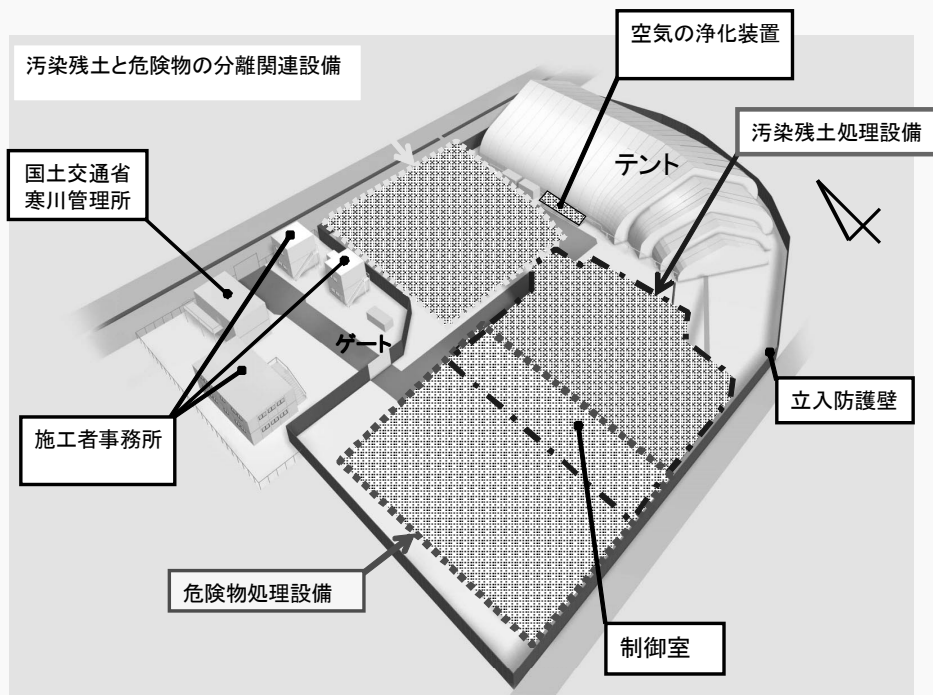 空気の浄化装置
汚染残土と危険物の分離関連設備
汚染残土処理設備
テント
国土交通省
寒川管理所
ゲート
立入防護壁
施工者事務所
危険物処理設備
制御室